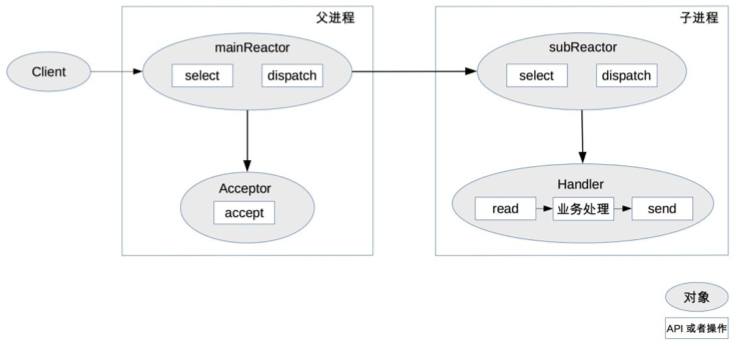 父进程
子进程
Client
mainReactor
select
dispatch
Acceptor
accept
subReactor
select
dispatch
Handler
read
业务处理
send
对象
API 或者操作